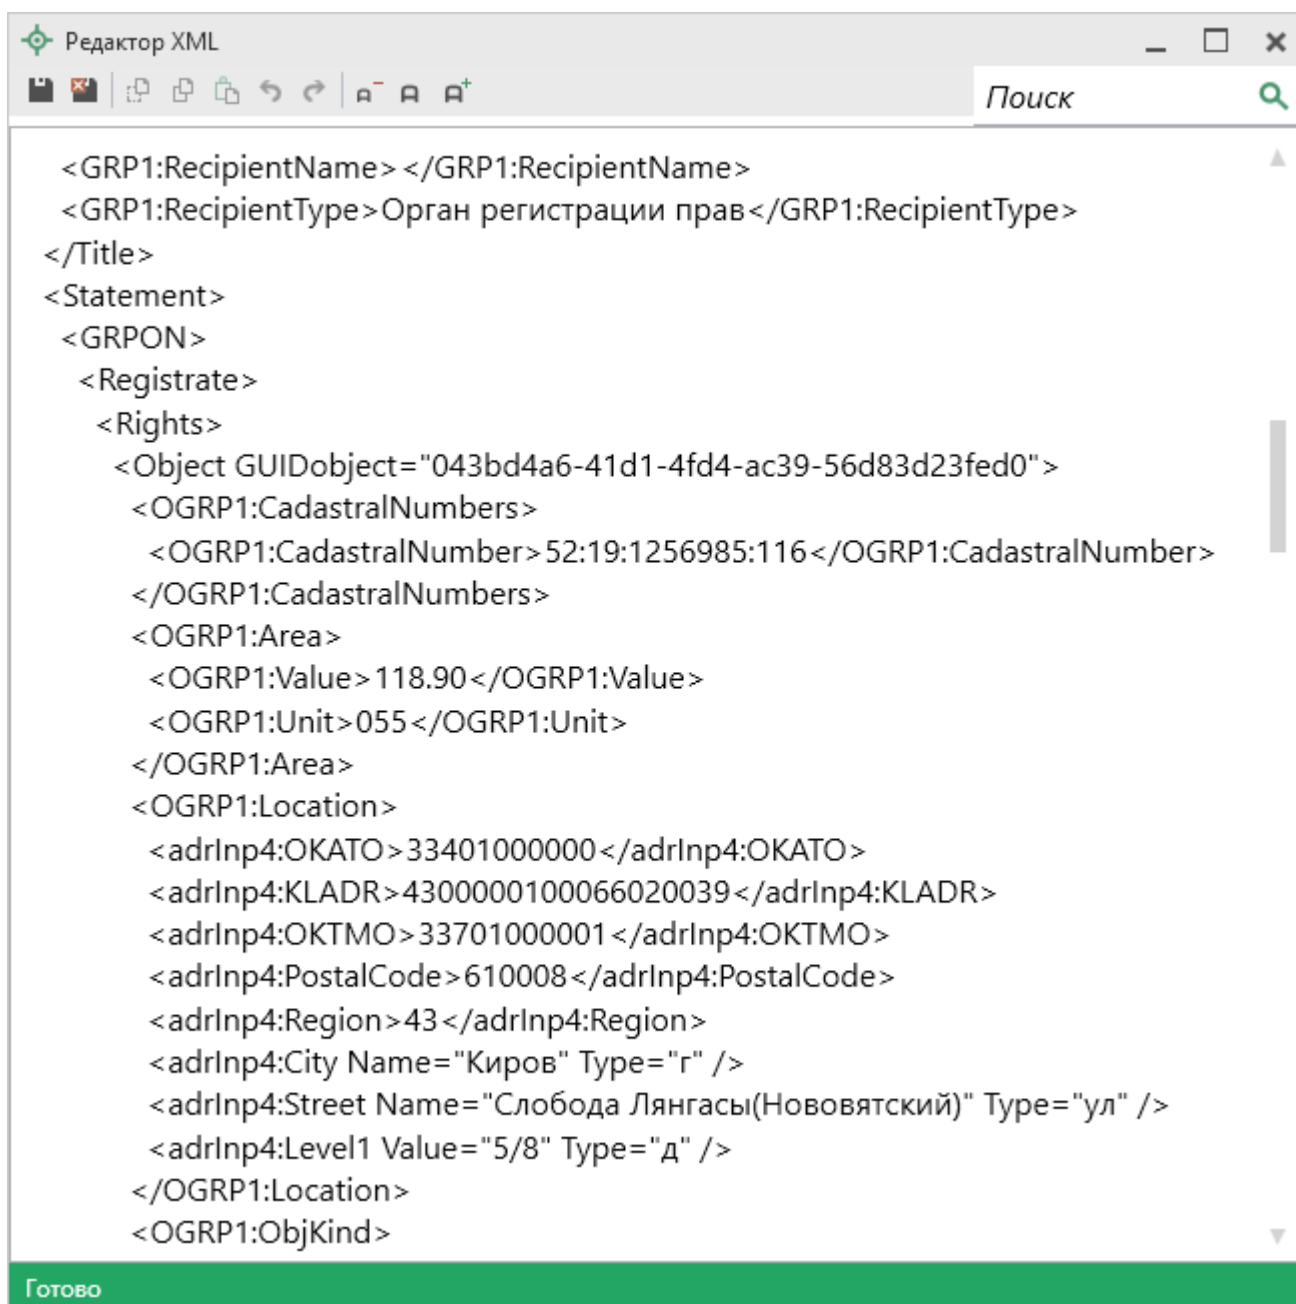 Редактор XML
Поиск
<GRP1:RecipientName></GRP1:RecipientName>
<GRP1:RecipientType>Орган регистрации прав</GRP1:RecipientType>
</Title>
<Statement>
<GRPON>
<Registrate>
<Rights>
<Object GUIDobject="043bd4a6-41d1-4fd4-ac39-56d83d23fed0">
<OGRP1:CadastralNumbers>
<OGRP1:CadastralNumber>52:19:1256985:116</OGRP1:CadastralNumber>
</OGRP1:CadastralNumbers>
<OGRP1:Area>
<OGRP1:Value>118.90</OGRP1:Value>
<OGRP1:Unit>055</OGRP1:Unit>
</OGRP1:Area>
<OGRP1:Location>
<adrInp4:OKATO>33401000000</adrInp4:OKATO>
<adrInp4:KLADR>4300000100066020039</adrInp4:KLADR>
<adrInp4:OKTMO>33701000001</adrInp4:OKTMO>
<adrInp4:PostalCode>610008</adrInp4:PostalCode>
<adrInp4:Region>43</adrInp4:Region>
<adrInp4:City Name="Киров" Type="г" />
<adrInp4:Street Name="Слобода Лянгасы(Нововятский)" Type="ул" />
<adrInp4:Level1 Value="5/8" Type="д" />
</OGRP1:Location>
<OGRP1:ObjKind>
Готово